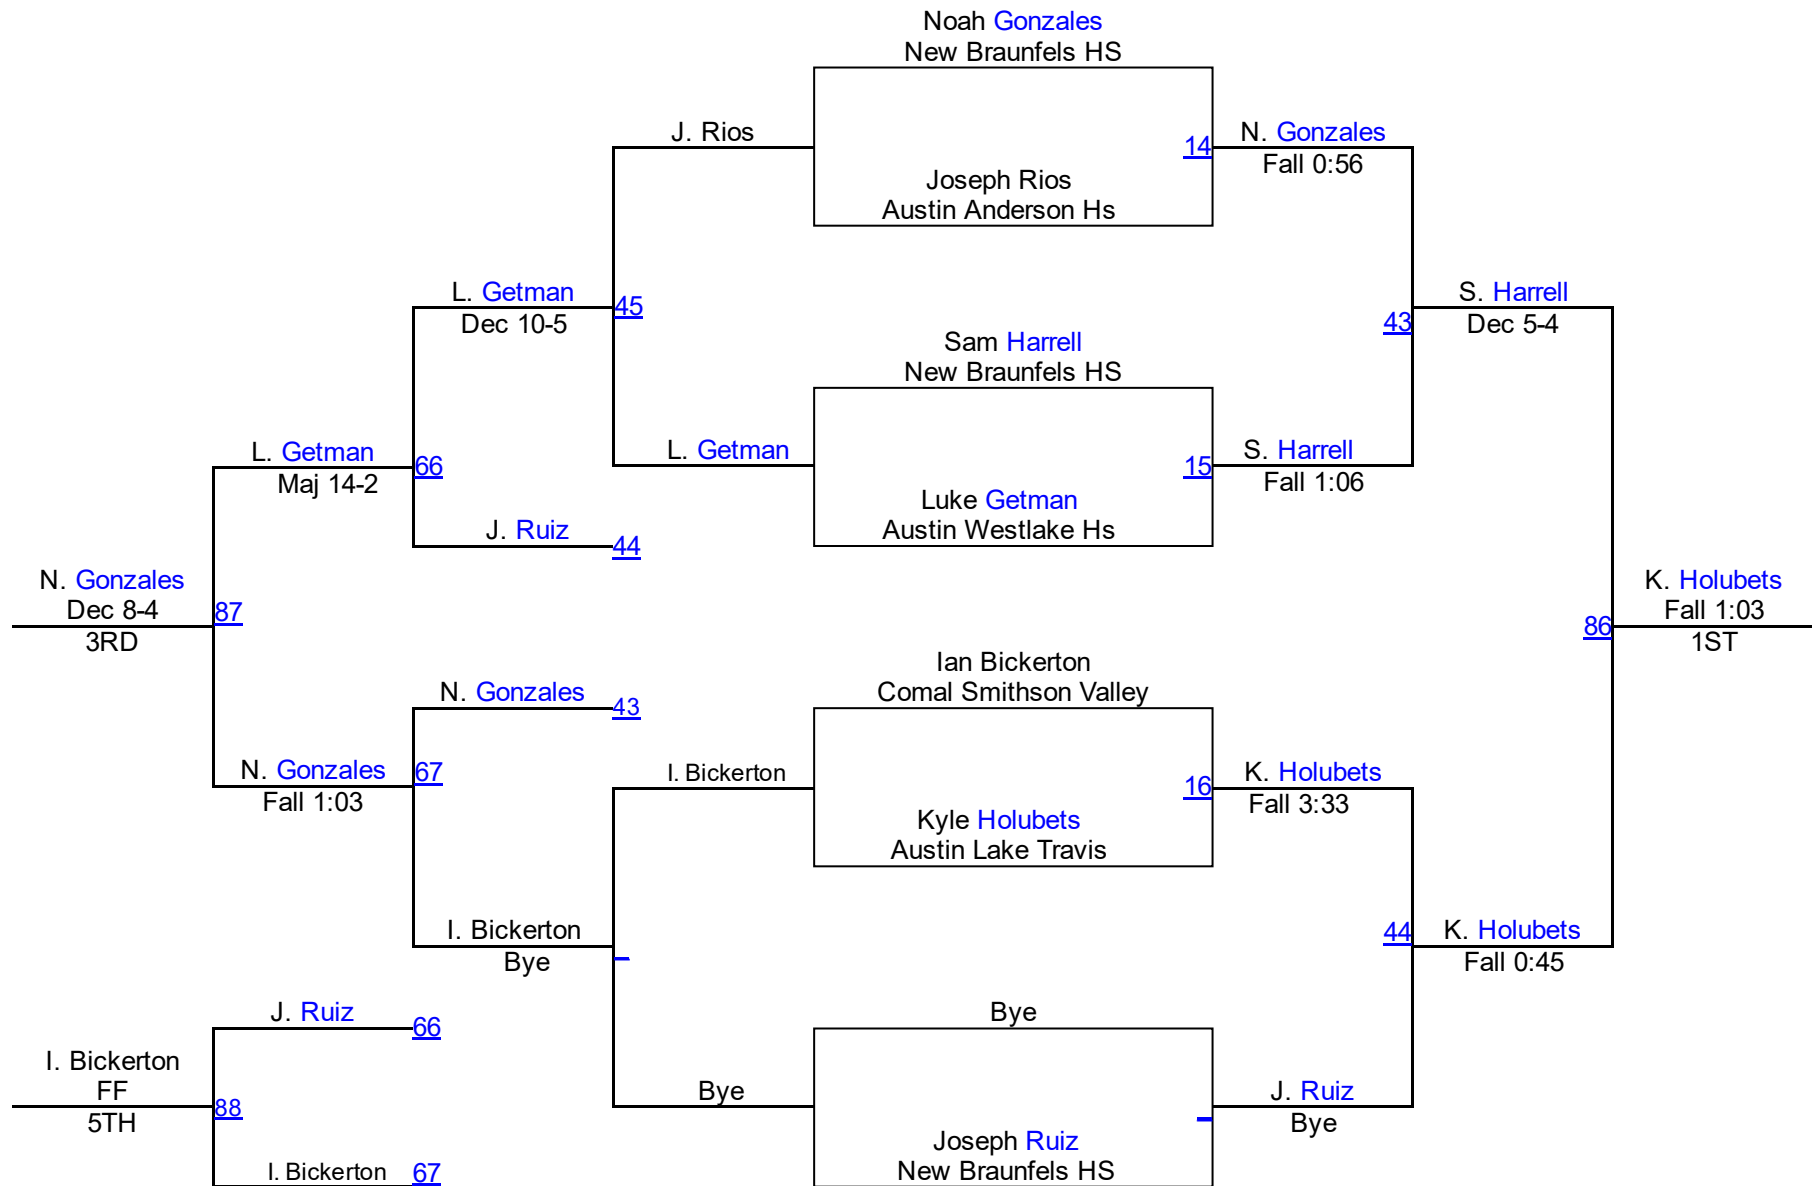 Noah Gonzales
New Braunfels HS
J. Rios
14
N. Gonzales
Fall 0:56
Joseph Rios
Austin Anderson Hs
L. Getman
Dec 10-5
45
S. Harrell
Dec 5-4
43
Sam Harrell
New Braunfels HS
L. Getman
Maj 14-2
66
L. Getman
15
S. Harrell
Fall 1:06
Luke Getman
Austin Westlake Hs
J. Ruiz
44
N. Gonzales
Dec 8-4
3RD
87
K. Holubets
Fall 1:03
1ST
86
Ian Bickerton
Comal Smithson Valley
N. Gonzales
43
N. Gonzales
Fall 1:03
67
I. Bickerton
16
K. Holubets
Fall 3:33
Kyle Holubets
Austin Lake Travis
I. Bickerton
Bye
44
K. Holubets
Fall 0:45
J. Ruiz
66
Bye
I. Bickerton
FF
5TH
88
Bye
J. Ruiz
Bye
Joseph Ruiz
New Braunfels HS
I. Bickerton
67